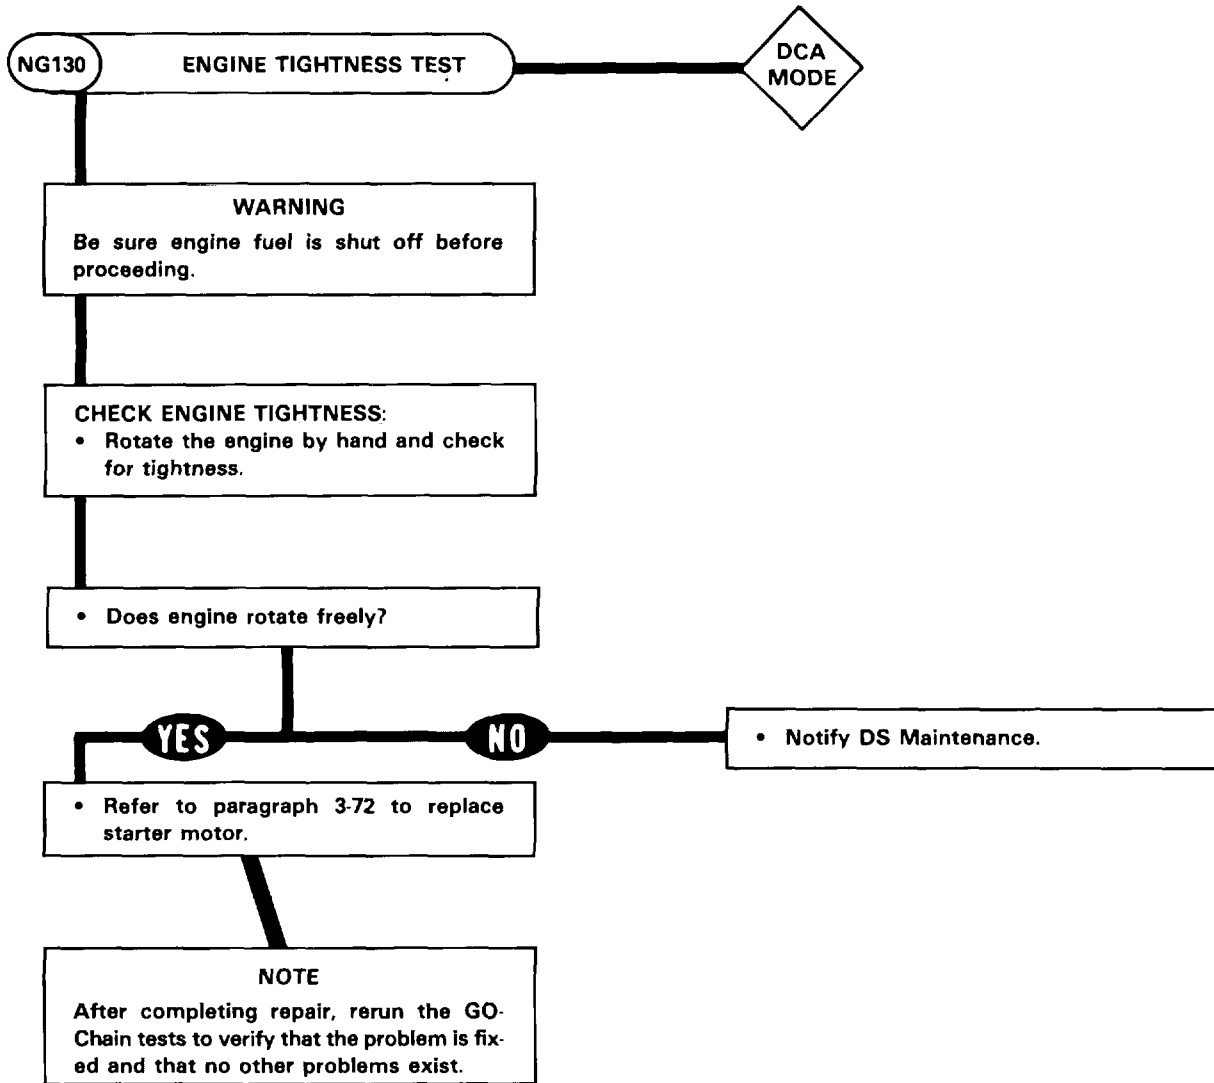 NG130 ENGINE TIGHTNESS TEST
DCA
MODE
WARNING
Be sure engine fuel is shut off before
proceeding.
CHECK ENGINE TIGHTNESS:
• Rotate the engine by hand and check
for tightness.
• Does engine rotate freely?
YES
NO
• Notify DS Maintenance.
• Refer to paragraph 3-72 to replace
starter motor.
NOTE
After completing repair, rerun the GO-
Chain tests to verify that the problem is fix-
ed and that no other problems exist.